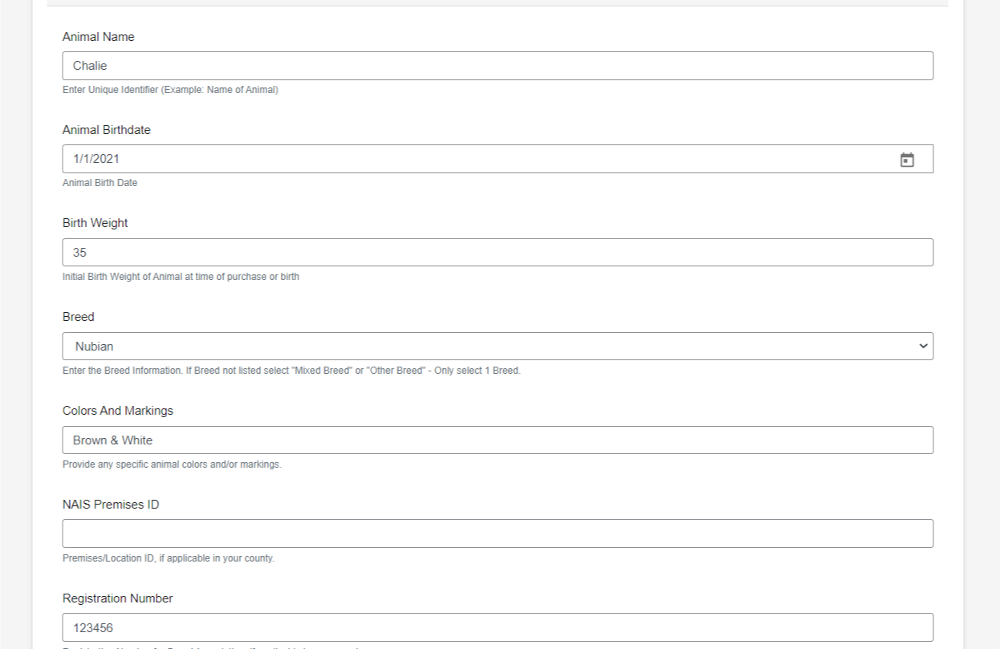 Animal Name
Chalie
Enter Unique Identifier (Example: Name of Animal)
Animal Birthdate
1/1/2021
Animal Birth Date
Birth Weight
35
Initial Birth Weight of Animal at time of purchase or birth
Breed
Nubian
Enter the Breed Information. If Breed not listed select "Mixed Breed" or "Other Breed" - Only select 1 Breed.
Colors And Markings
Brown & White
Provide any specific animal colors and/or markings.
NAIS Premises ID
Premises/Location ID, if applicable in your county.
Registration Number
123456